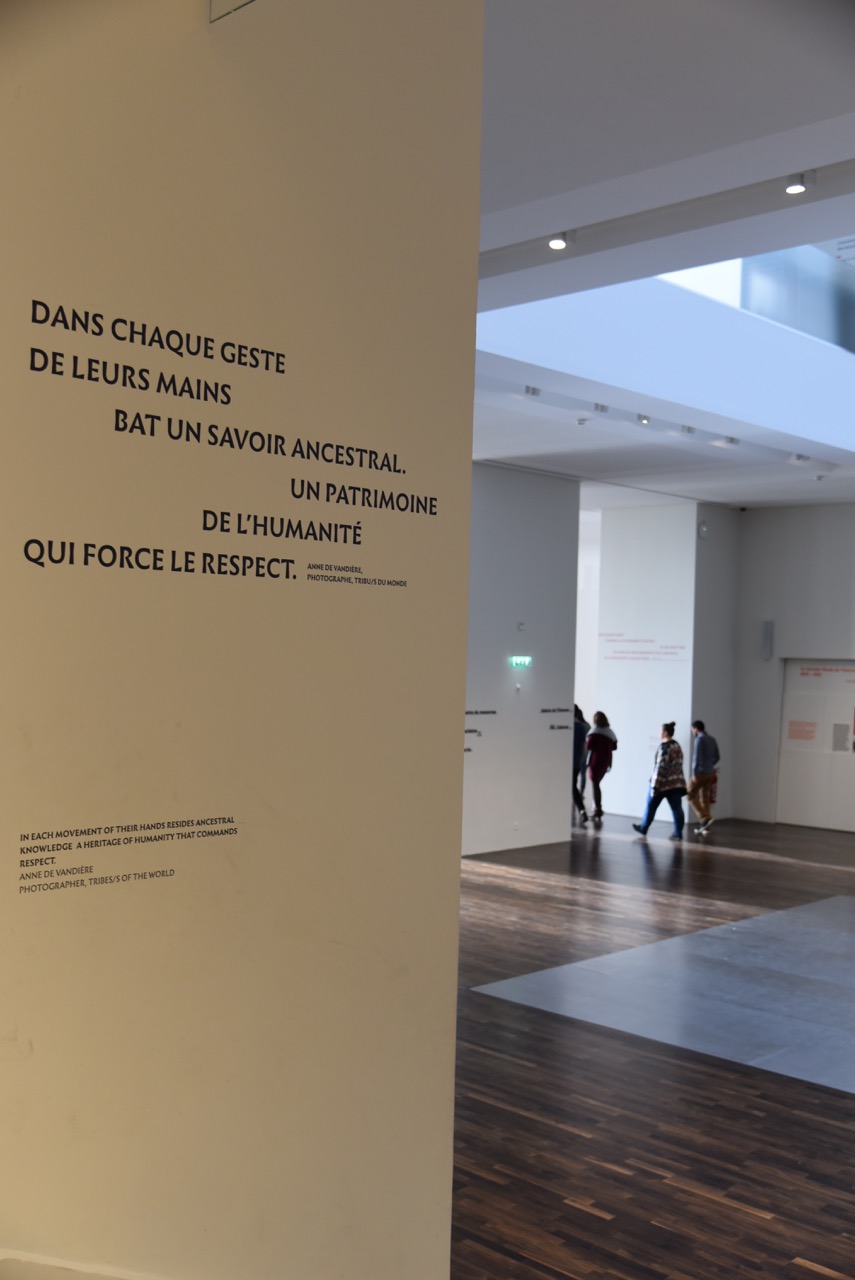 DANS CHAQUE GESTE
DE LEURS MAINS
BAT UN SAVOIR ANCESTRAL.
UN PATRIMOINE
DE L'HUMANITÉ
QUI FORCE LE RESPECT.
ANNE DE VANDIÈRE,
PHOTOGRAPHE, TRIBU/S DU MONDE
IN EACH MOVEMENT OF THEIR HANDS RESIDES ANCESTRAL
KNOWLEDGE A HERITAGE OF HUMANITY THAT COMMANDS
RESPECT.
ANNE DE VANDIÈRE
PHOTOGRAPHER, TRIBES/S OF THE WORLD